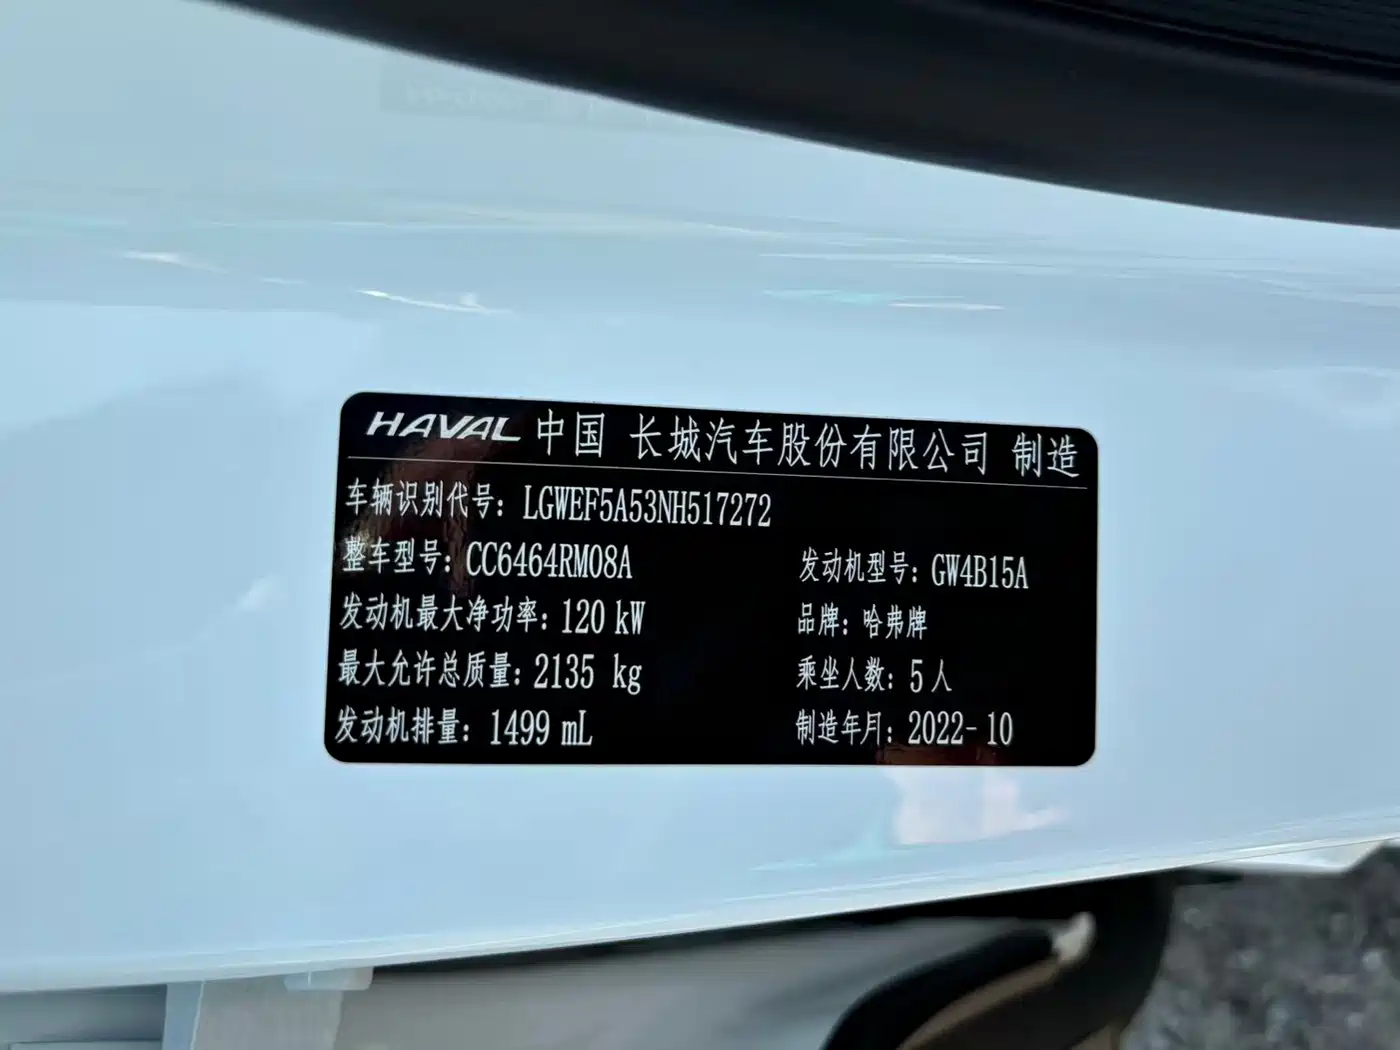 HAVAL 中国 长城汽车股份有限公司 制造
车辆识别代号：LGWEF5A53NH517272
整车型号：CC6464RM08A 发动机型号：GW4B15A
发动机最大净功率：120 kW 品牌：哈弗牌
最大允许总质量：2135 kg 乘坐人数：5人
发动机排量：1499 mL 制造年月：2022-10